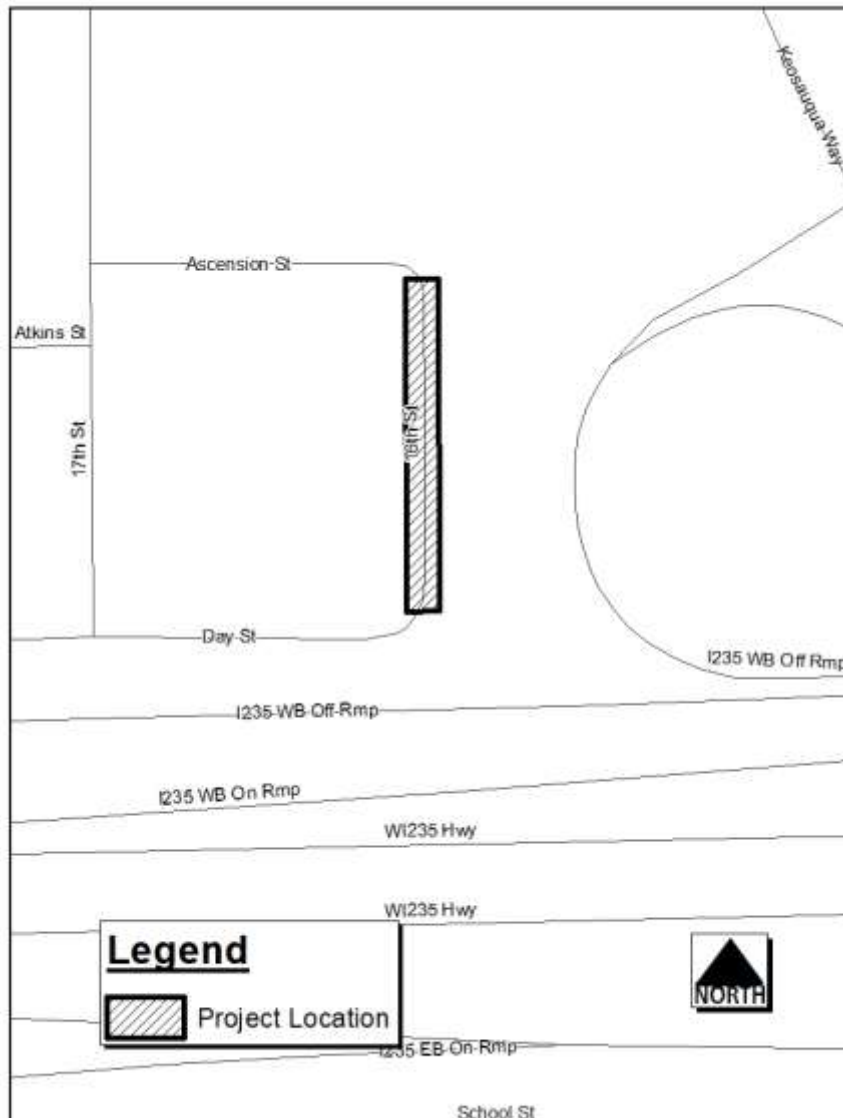 Keosauqua Way
Ascension St
Atkins St
16th St
17th St
Day St
I235 WB Off Rmp
I235 WB Off Rmp
I235 WB On Rmp
WI235 Hwy
WI235 Hwy
Legend
Project Location
NORTH
I235 EB On Rmp
School St